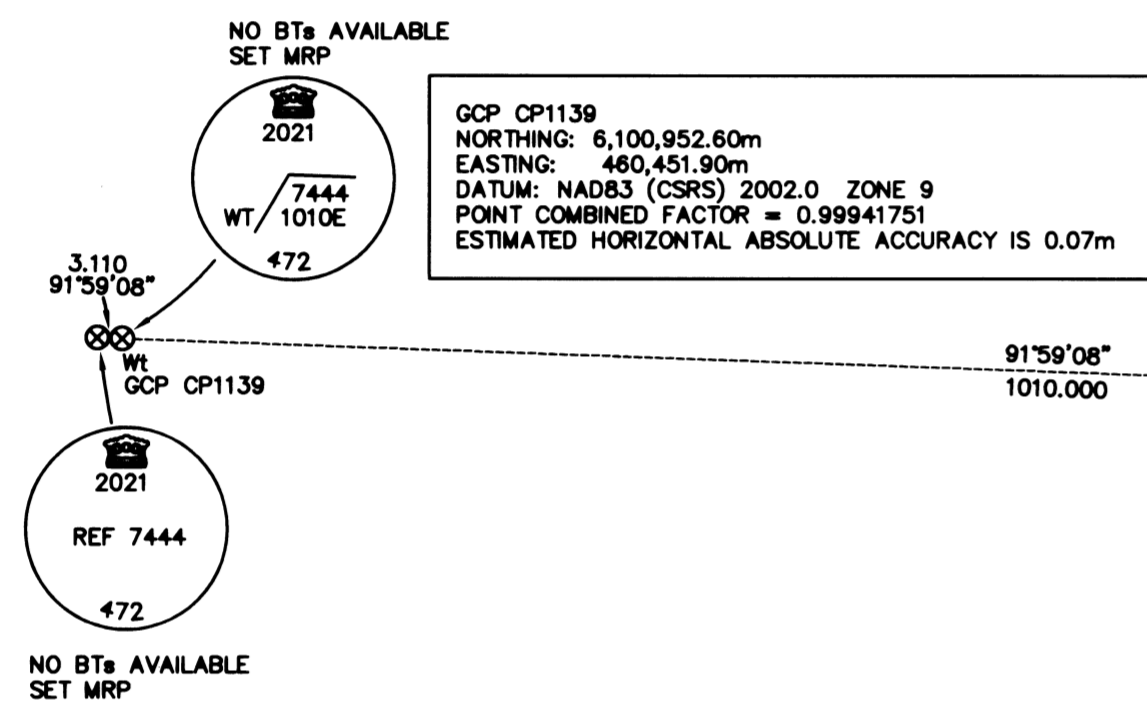 NO BTs AVAILABLE
SET MRP
2021
7444
WT/ 1010E
472
GCP CP1139
NORTHING: 6,100,952.60m
EASTING: 460,451.90m
DATUM: NAD83 (CSRS) 2002.0 ZONE 9
POINT COMBINED FACTOR = 0.99941751
ESTIMATED HORIZONTAL ABSOLUTE ACCURACY IS 0.07m
3.110
91°59'08"
Wt
GCP CP1139
91°59'08"
1010.000
2021
REF 7444
472
NO BTs AVAILABLE
SET MRP